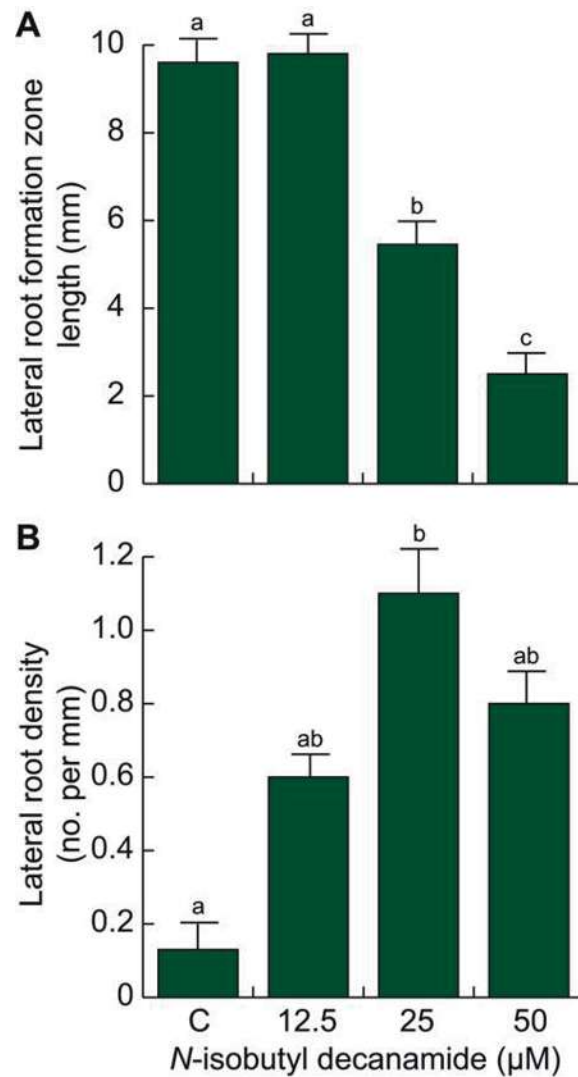 A
Lateral root formation zone
length (mm)
10
8
6
4
2
0
a
a
b
c
B
Lateral root density
(no. per mm)
1.2
1.0
0.8
0.6
0.4
0.2
0
a
ab
b
ab
C 12.5 25 50
N-isobutyl decanamide (µM)